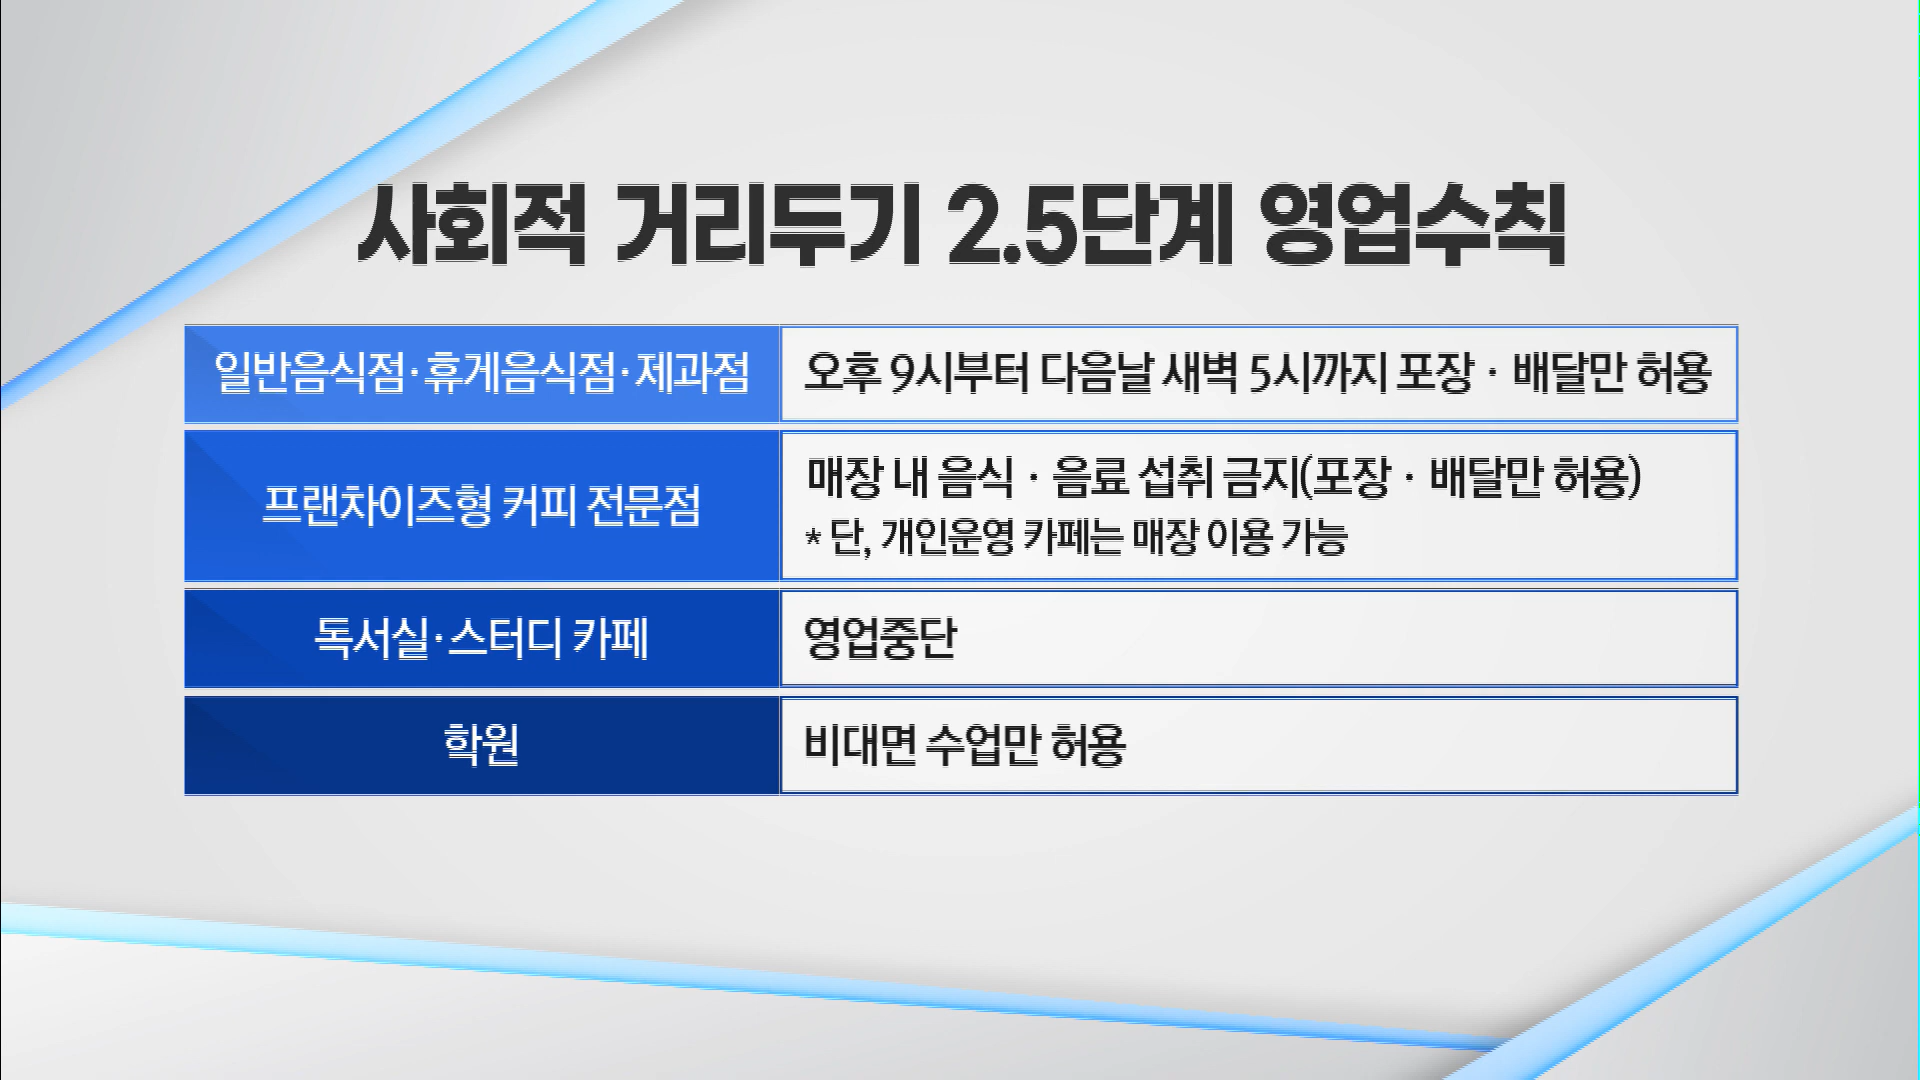 사회적 거리두기 2.5단계 영업수칙
일반음식점·휴게음식점·제과점
오후 9시부터 다음날 새벽 5시까지 포장 · 배달만 허용
프랜차이즈형 커피 전문점
매장 내 음식 · 음료 섭취 금지(포장 · 배달만 허용)
* 단, 개인운영 카페는 매장 이용 가능
독서실·스터디 카페
영업중단
학원
비대면 수업만 허용